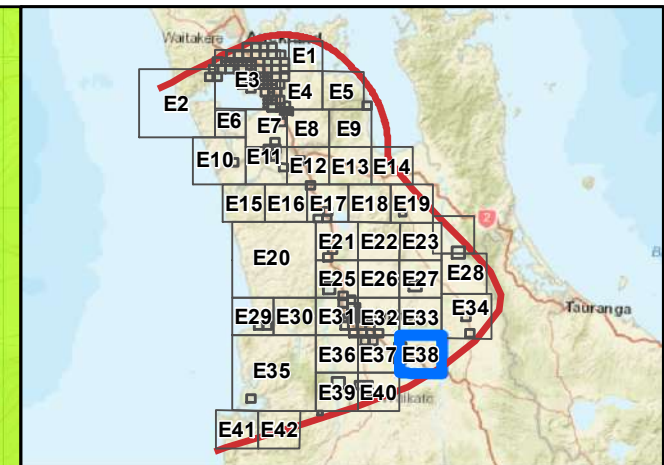 Waitakere
E1
E2 E3 E4 E5
E6 E7 E8 E9
E10 E11 E12 E13 E14
E15 E16 E17 E18 E19
2
E20 E21 E22 E23
E25 E26 E27 E28
E29 E30 E31 E32 E33 E34
Tauranga
E35 E36 E37 E38
E39 E40
E41 E42